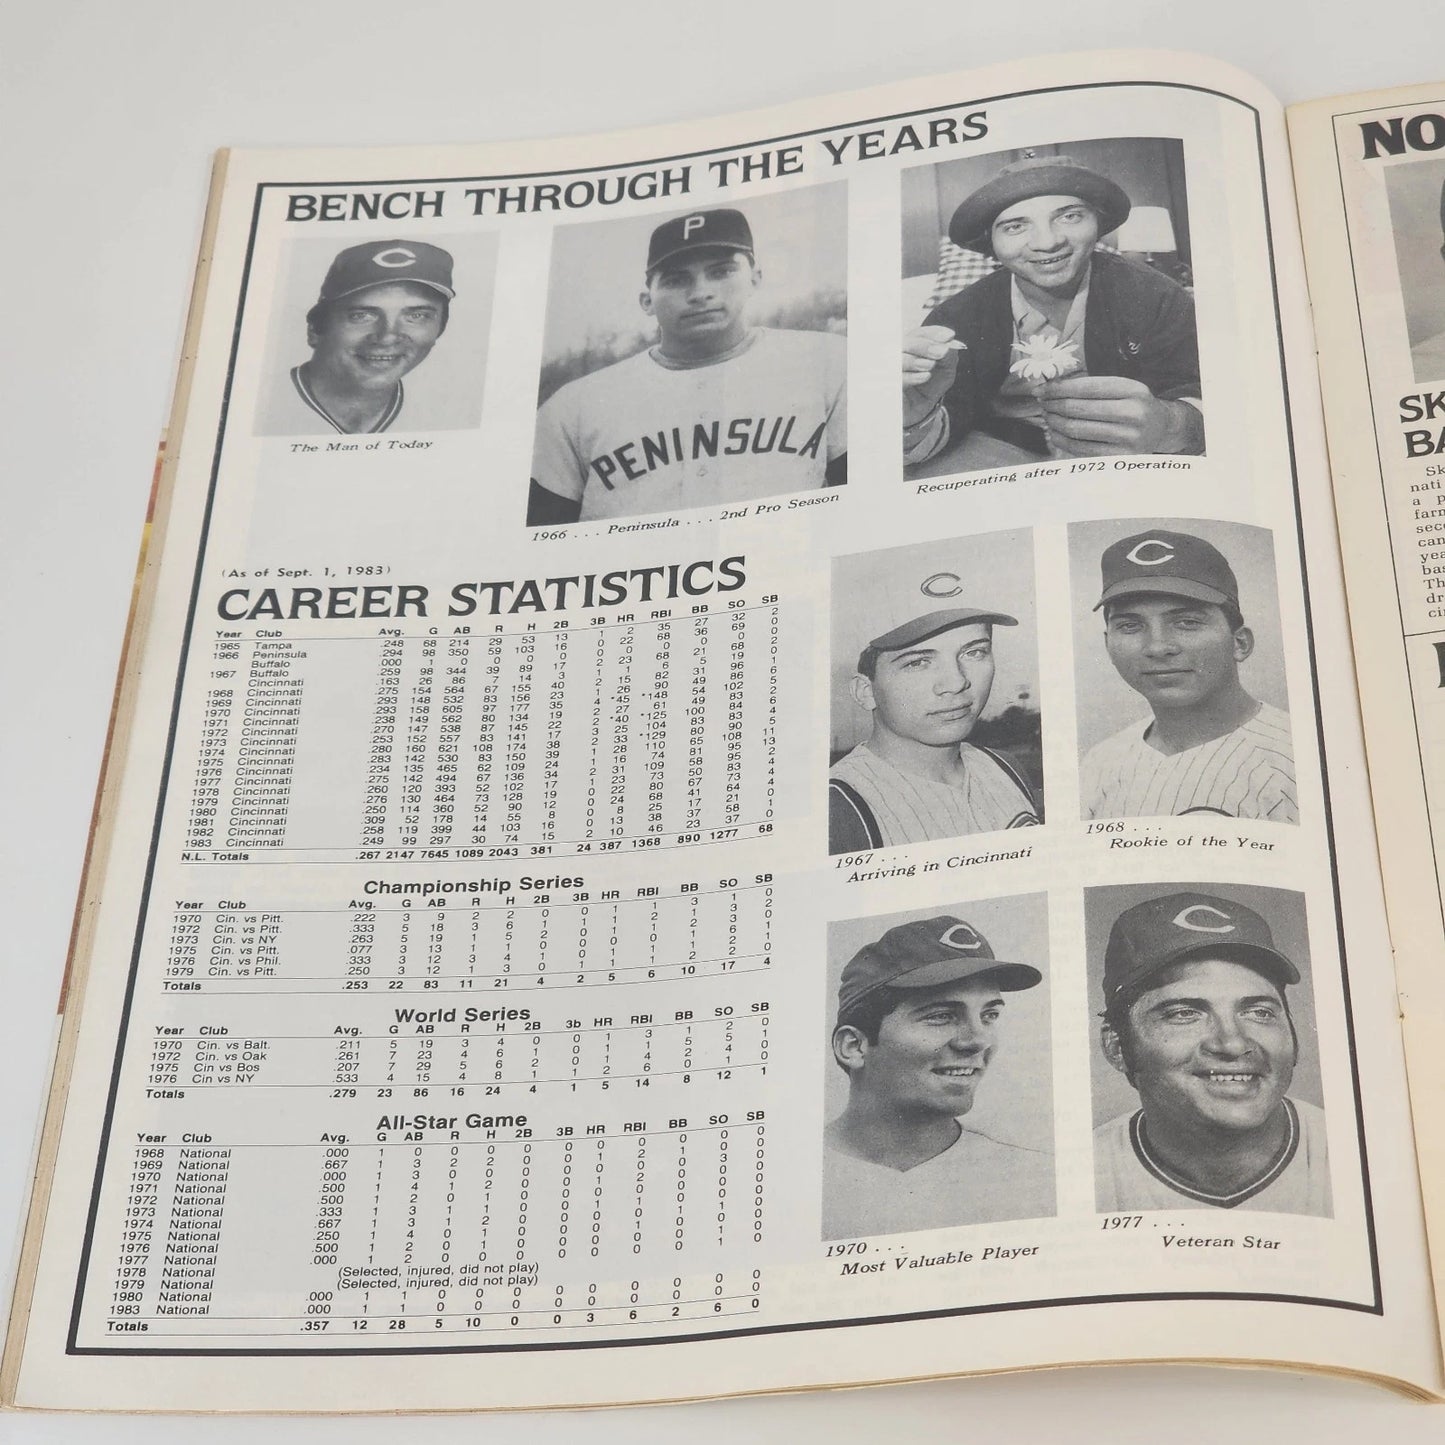 BENCH THROUGH THE YEARS
C
P
PENINSULA
The Man of Today
1966 . . . Peninsula . . . 2nd Pro Season
Recuperating after 1972 Operation
(As of Sept. 1, 1983)
CAREER STATISTICS
Year Club Avg. G AB R H 2B 3B HR RBI BB SO SB
1965 Tampa .248 68 214 29 53 13 1 2 35 27 32 2
1966 Peninsula .294 98 350 59 103 16 0 22 68 36 69 0
Buffalo .000 1 0 0 0 0 0 0 0 0 0 0
1967 Buffalo .259 98 344 39 89 17 2 23 68 21 68 2
Cincinnati .163 26 86 7 14 3 1 1 6 5 19 0
1968 Cincinnati .275 154 564 67 155 40 2 15 82 31 96 1
1969 Cincinnati .293 148 532 83 156 23 1 26 90 49 86 6
1970 Cincinnati .293 158 605 97 177 35 4 *45 *148 54 102 5
1971 Cincinnati .238 149 562 80 134 19 2 27 61 49 83 2
1972 Cincinnati .270 147 538 87 145 22 2 *40 *125 100 84 6
1973 Cincinnati .253 152 557 83 141 17 3 25 104 83 83 4
1974 Cincinnati .280 160 621 108 174 38 2 33 *129 80 90 5
1975 Cincinnati .283 142 530 83 150 39 1 28 110 65 108 11
1976 Cincinnati .234 135 465 62 109 24 1 16 74 81 95 13
1977 Cincinnati .275 142 494 67 136 34 2 31 109 58 95 2
1978 Cincinnati .260 120 393 52 102 17 1 23 73 50 83 4
1979 Cincinnati .276 130 464 73 128 19 0 22 80 67 73 4
1980 Cincinnati .250 114 360 52 90 12 0 24 68 41 64 4
1981 Cincinnati .309 52 178 14 55 8 0 8 25 17 21 0
1982 Cincinnati .258 119 399 44 103 16 0 13 38 37 58 1
1983 Cincinnati .249 99 297 30 74 15 2 10 46 23 37 0
N.L. Totals .267 2147 7645 1089 2043 381 24 387 1368 890 1277 68
Championship Series
Year Club Avg. G AB R H 2B 3B HR RBI BB SO SB
1970 Cin. vs Pitt. .222 3 9 2 2 0 0 1 1 3 1 0
1972 Cin. vs Pitt. .333 5 18 3 6 1 1 1 2 1 3 2
1973 Cin. vs NY .263 5 19 1 5 2 0 1 1 2 3 0
1975 Cin. vs Pitt. .077 3 13 1 1 0 0 0 0 1 6 1
1976 Cin. vs Phil. .333 3 12 3 4 1 0 1 1 1 2 1
1979 Cin. vs Pitt. .250 3 12 1 3 0 1 1 1 2 2 0
Totals .253 22 83 11 21 4 2 5 6 10 17 4
World Series
Year Club Avg. G AB R H 2B 3b HR RBI BB SO SB
1970 Cin. vs Balt. .211 5 19 3 4 0 0 1 3 1 2 0
1972 Cin. vs Oak .261 7 23 4 6 1 0 1 1 5 5 1
1975 Cin vs Bos .207 7 29 5 6 2 0 1 4 2 4 0
1976 Cin vs NY .533 4 15 4 8 1 1 2 6 0 1 0
Totals .279 23 86 16 24 4 1 5 14 8 12 1
All-Star Game
Year Club Avg. G AB R H 2B 3B HR RBI BB SO SB
1968 National .000 1 0 0 0 0 0 0 0 0 0 0
1969 National .667 1 3 2 2 0 0 1 2 1 0 0
1970 National .000 1 3 0 0 0 0 0 0 0 3 0
1971 National .500 1 4 1 2 0 0 1 2 0 0 0
1972 National .500 1 2 0 1 0 0 0 0 0 0 0
1973 National .333 1 3 1 1 0 0 1 1 0 1 0
1974 National .667 1 3 1 2 0 0 0 0 1 0 0
1975 National .250 1 4 0 1 0 0 0 1 0 0 0
1976 National .500 1 2 0 1 0 0 0 0 0 1 0
1977 National .000 1 2 0 0 0 0 0 0 0 1 0
1978 National (Selected, injured, did not play)
1979 National (Selected, injured, did not play)
1980 National .000 1 1 0 0 0 0 0 0 0 0 0
1983 National .000 1 1 0 0 0 0 0 0 0 0 0
Totals .357 12 28 5 10 0 0 3 6 2 6 0
C
C
1967 . . .
Arriving in Cincinnati
1968 . . .
Rookie of the Year
C
C
1970 . . .
Most Valuable Player
1977 . . .
Veteran Star
NO
SK
BA
Sk
nati
a p
farm
seco
can
yea
bas
Th
dr
cin